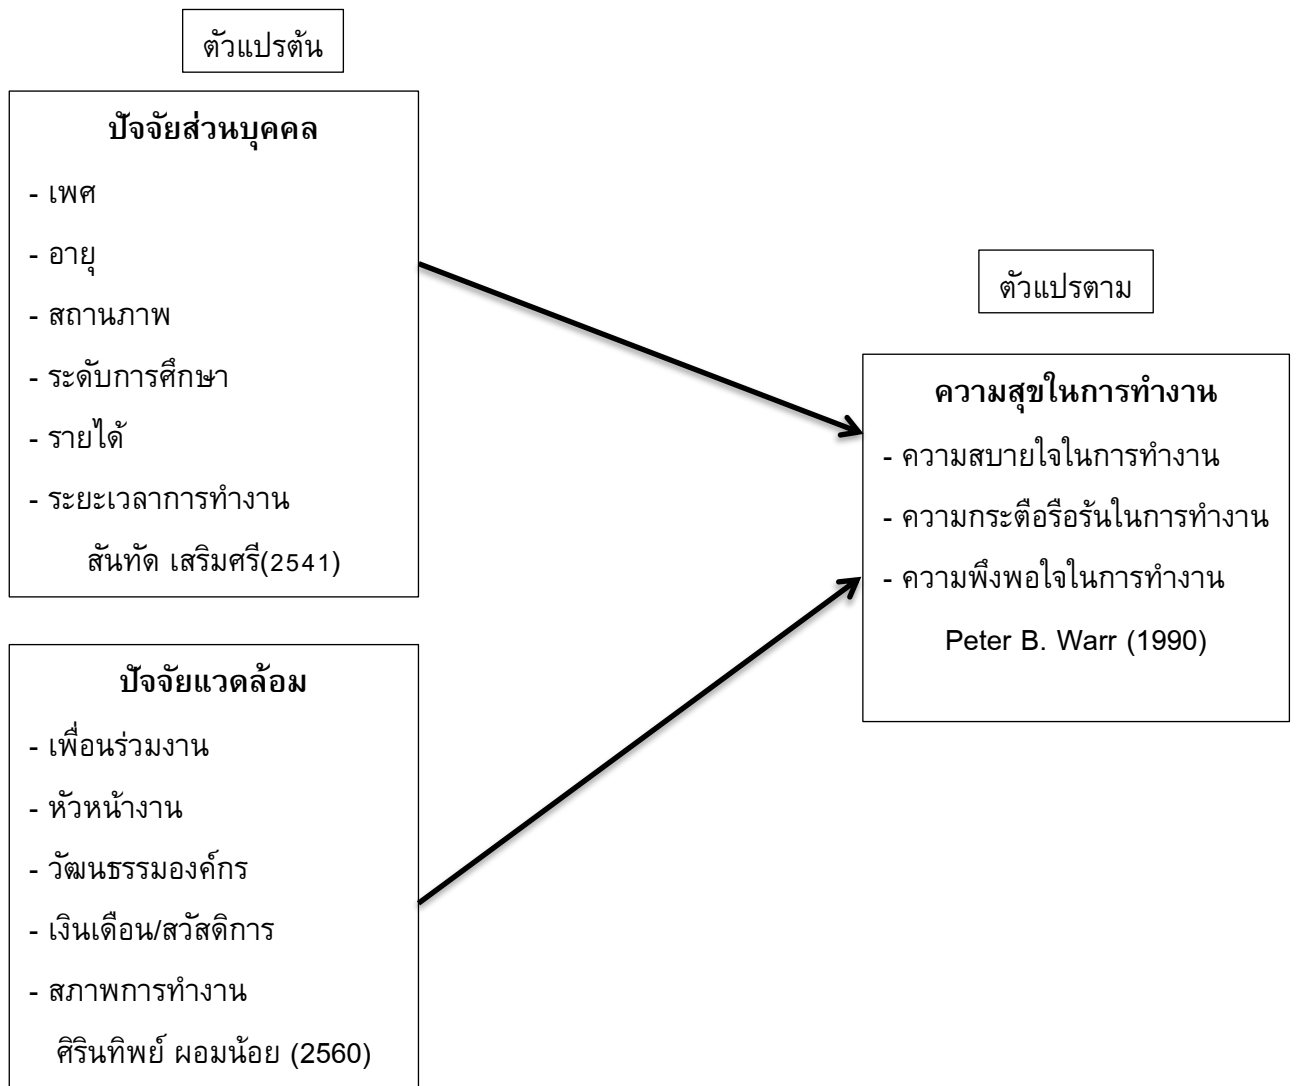 ตัวแปรต้น
ปัจจัยส่วนบุคคล
- เพศ
- อายุ
- สถานภาพ
- ระดับการศึกษา
- รายได้
- ระยะเวลาการทำงาน
สันทัด เสริมศรี(2541)
ปัจจัยแวดล้อม
- เพื่อนร่วมงาน
- หัวหน้างาน
- วัฒนธรรมองค์กร
- เงินเดือน/สวัสดิการ
- สภาพการทำงาน
ศิรินทิพย์ ผอมน้อย (2560)
ตัวแปรตาม
ความสุขในการทำงาน
- ความสบายใจในการทำงาน
- ความกระตือรือร้นในการทำงาน
- ความพึงพอใจในการทำงาน
Peter B. Warr (1990)